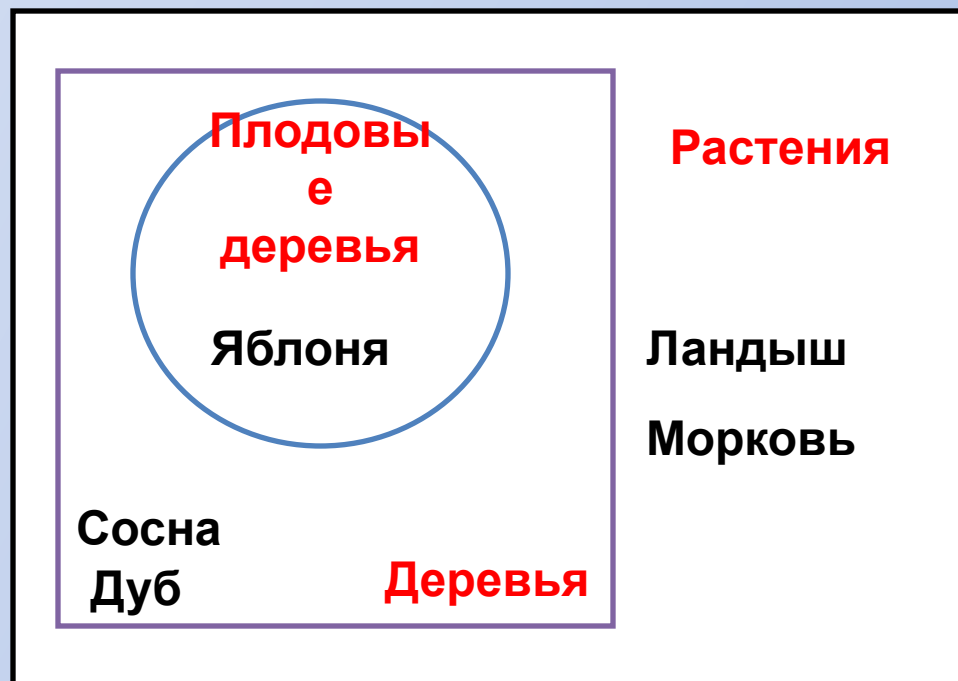 Плодовы
е
деревья
Растения
Яблоня
Ландыш
Морковь
Сосна
Дуб
Деревья